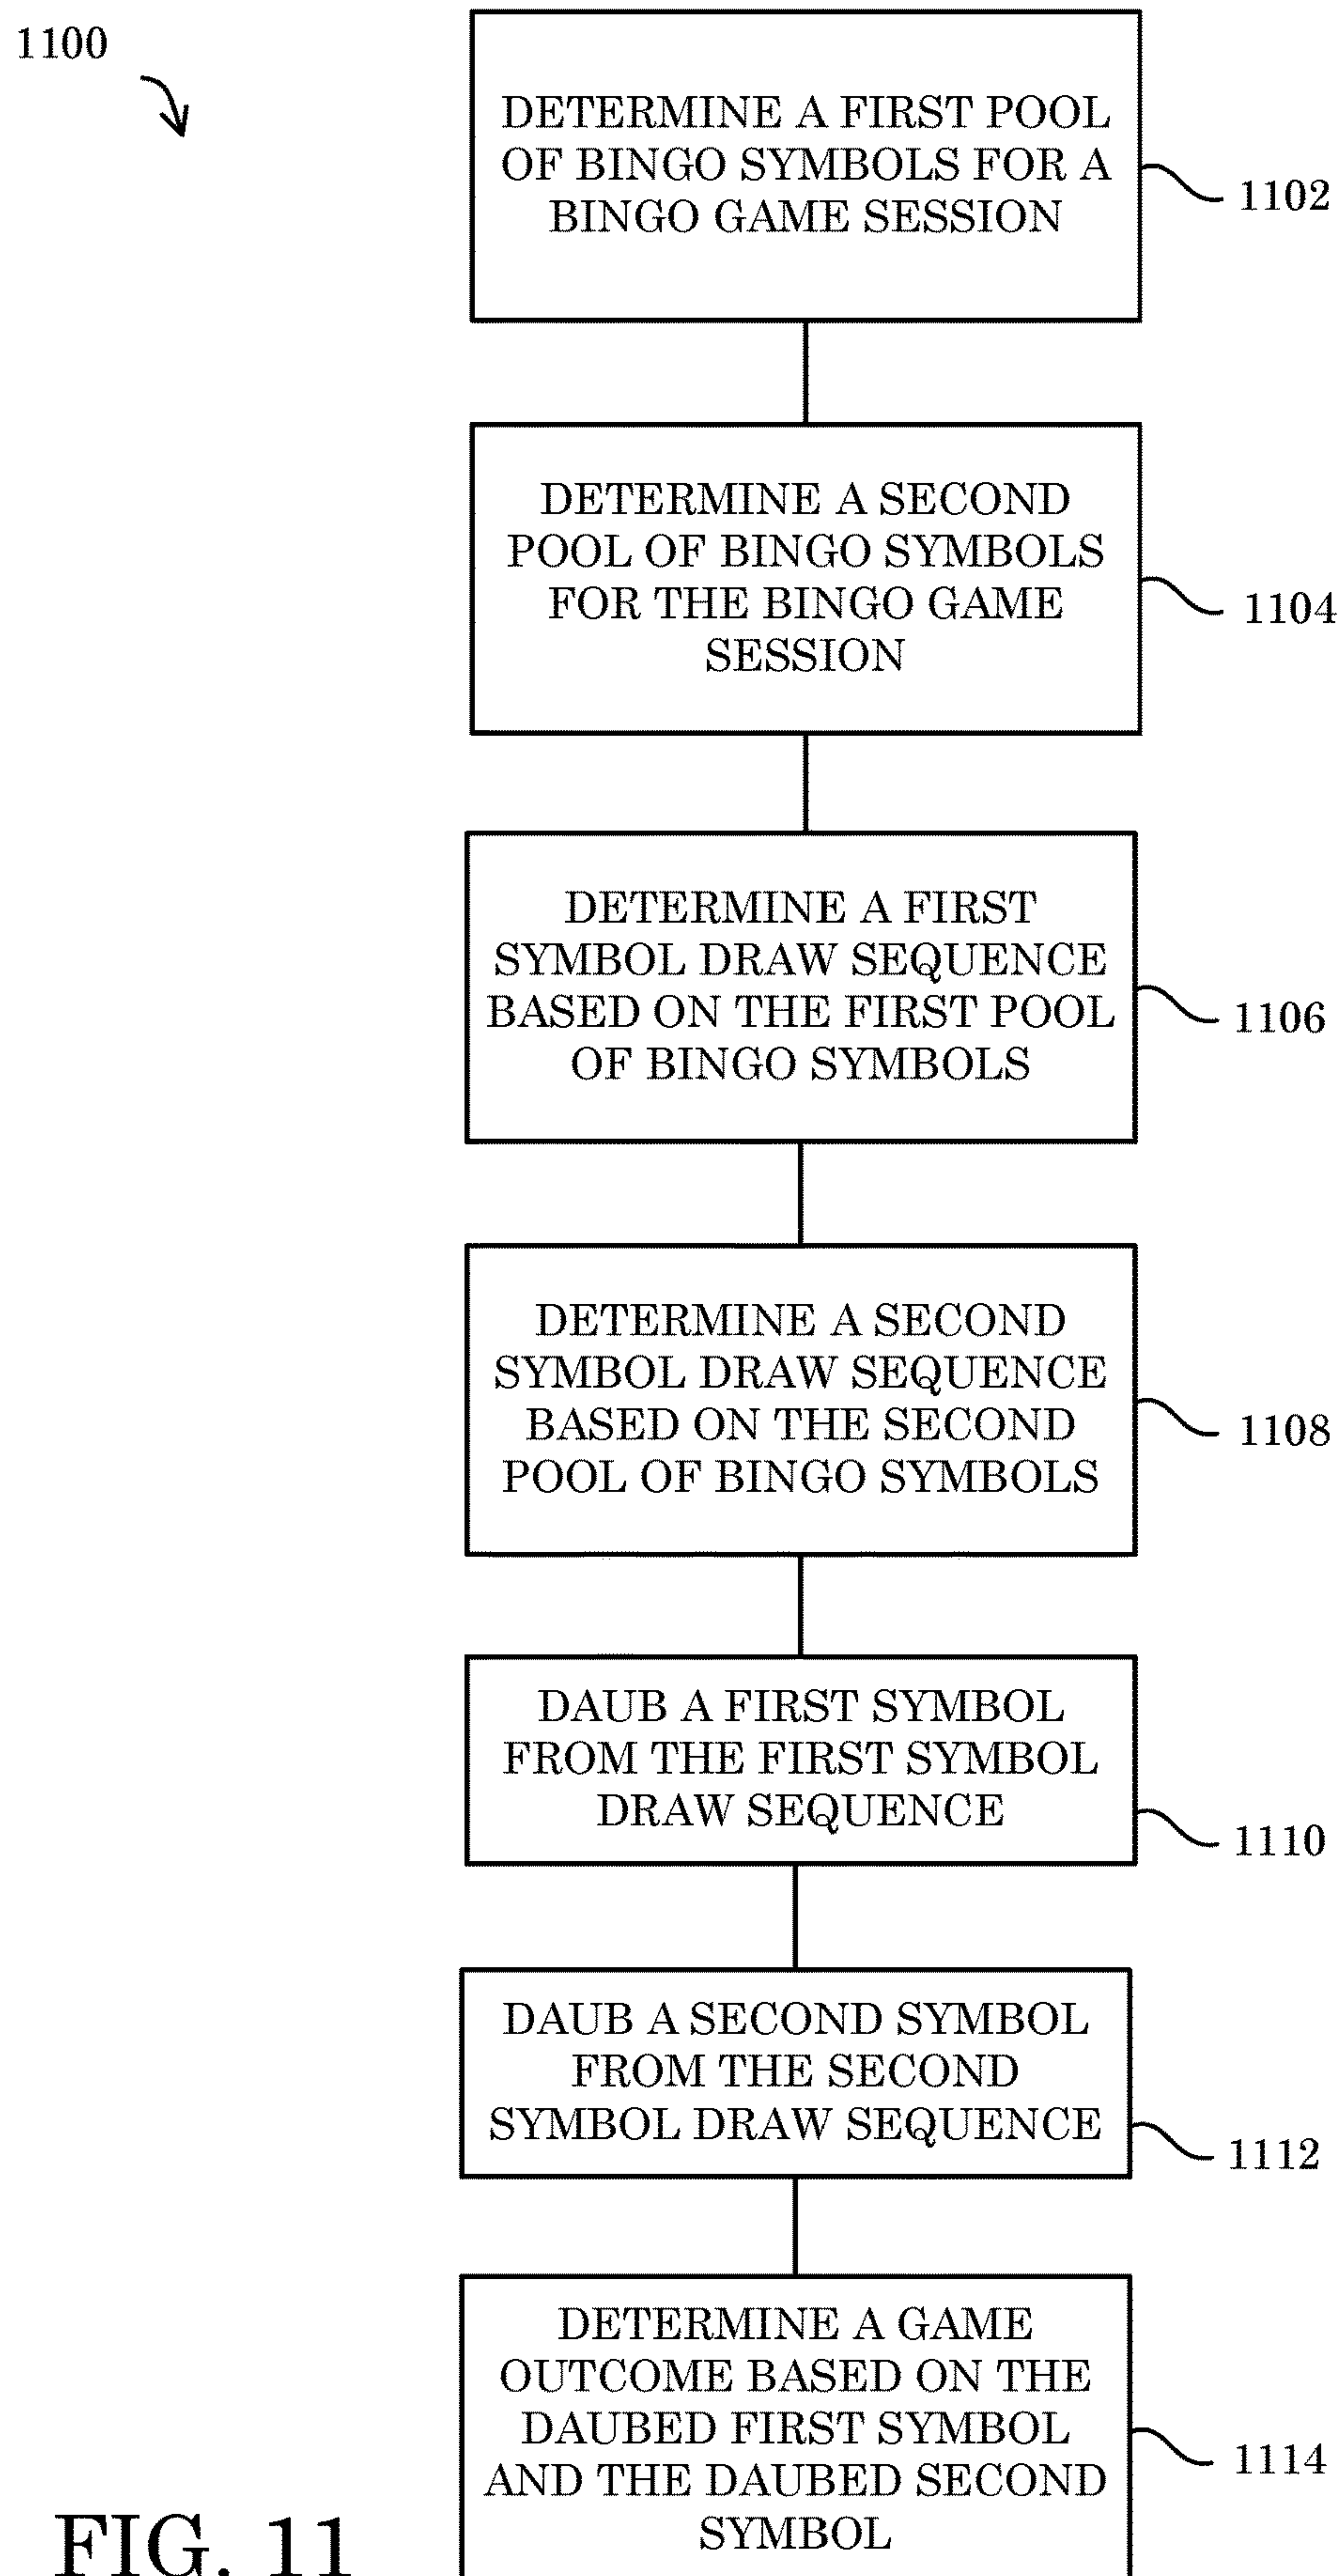 1100
DETERMINE A FIRST POOL
OF BINGO SYMBOLS FOR A
BINGO GAME SESSION
1102
DETERMINE A SECOND
POOL OF BINGO SYMBOLS
FOR THE BINGO GAME
SESSION
1104
DETERMINE A FIRST
SYMBOL DRAW SEQUENCE
BASED ON THE FIRST POOL
OF BINGO SYMBOLS
1106
DETERMINE A SECOND
SYMBOL DRAW SEQUENCE
BASED ON THE SECOND
POOL OF BINGO SYMBOLS
1108
DAUB A FIRST SYMBOL
FROM THE FIRST SYMBOL
DRAW SEQUENCE
1110
DAUB A SECOND SYMBOL
FROM THE SECOND
SYMBOL DRAW SEQUENCE
1112
DETERMINE A GAME
OUTCOME BASED ON THE
DAUBED FIRST SYMBOL
AND THE DAUBED SECOND
SYMBOL
1114
FIG. 11